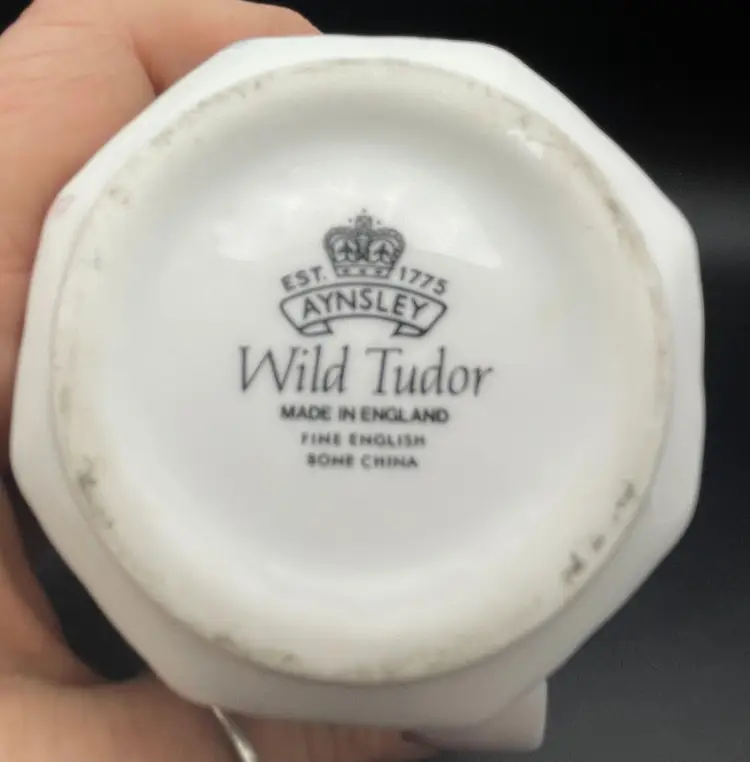 EST. 1775
AYNSLEY
Wild Tudor
MADE IN ENGLAND
FINE ENGLISH
BONE CHINA